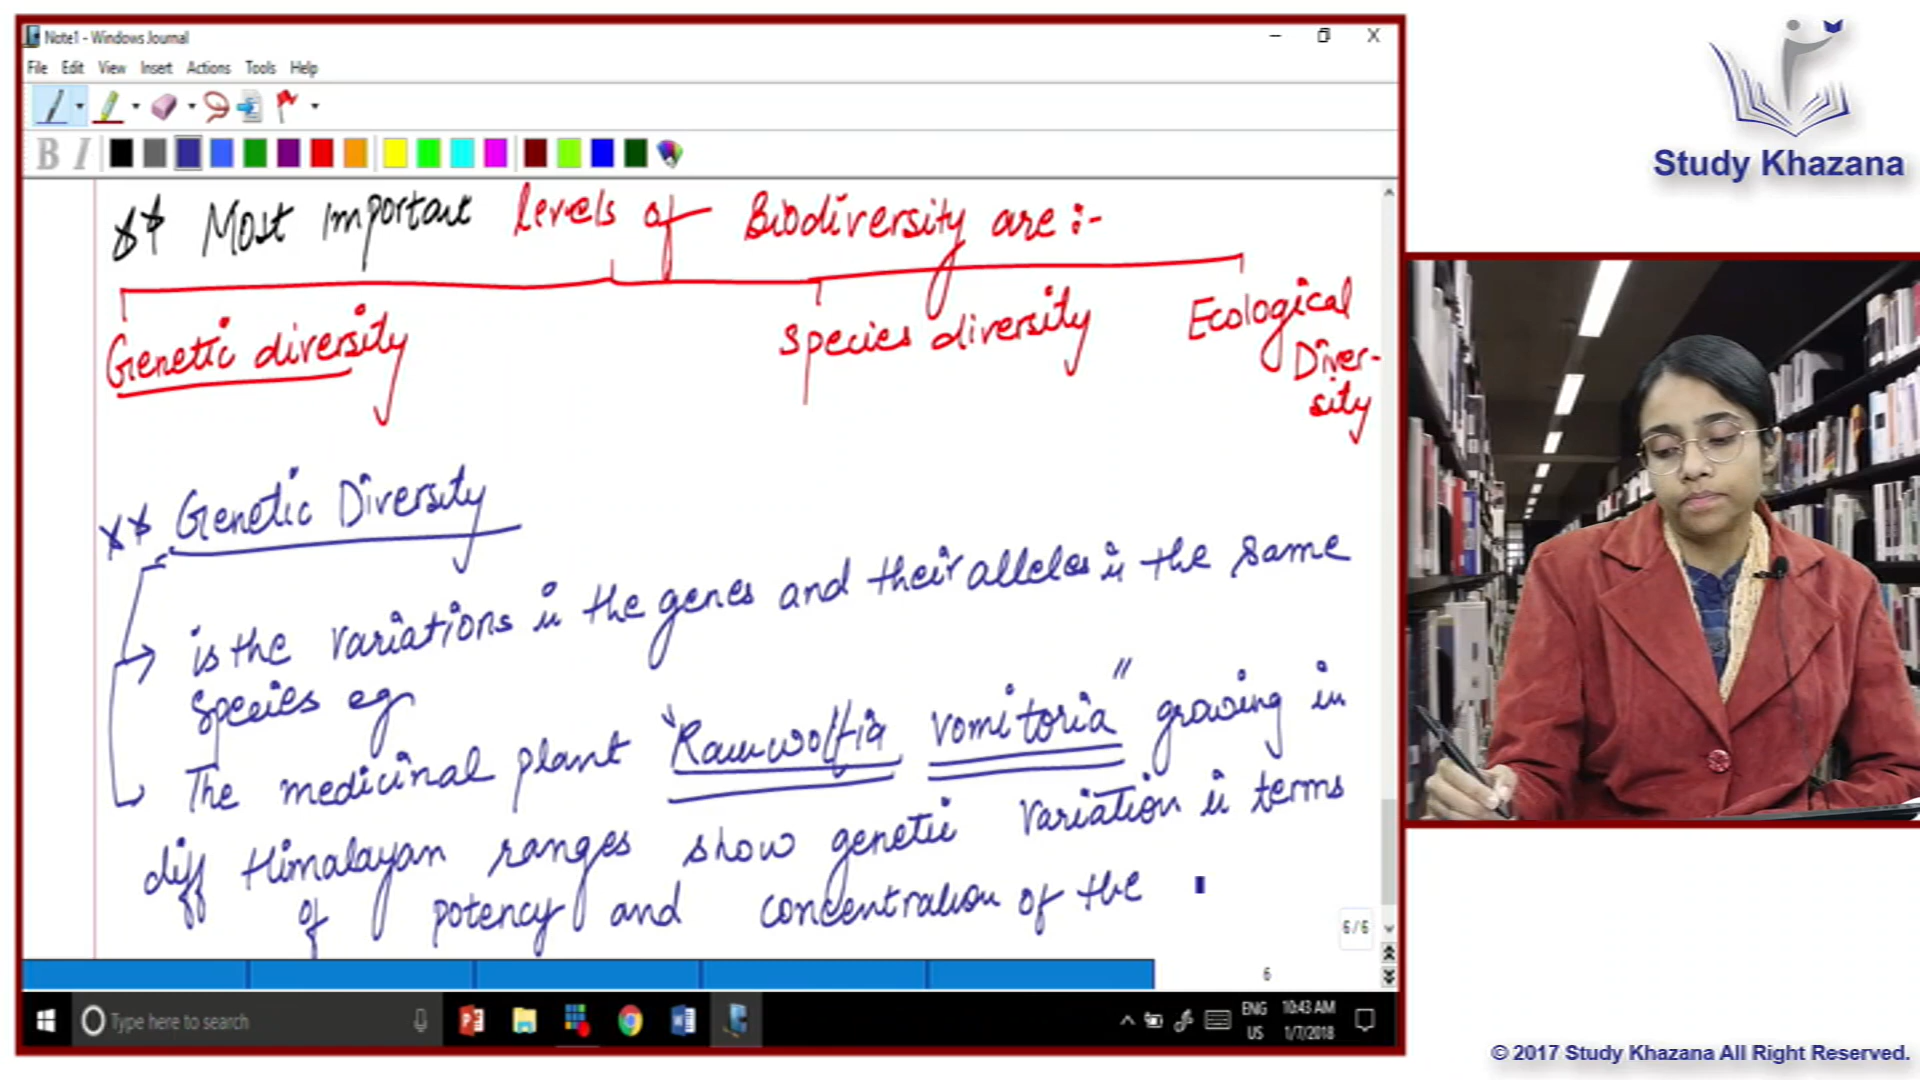 Note1 - Windows Journal
File Edit View Insert Actions Tools Help
B I
Most important levels of Biodiversity are :-
Genetic diversity
Species diversity
Ecological
Diver-
sity
Genetic Diversity
is the variations in the genes and their alleles in the same
species eg
The medicinal plant "Rauwolfia vomitoria" growing in
diff Himalayan ranges show genetic variation in terms
of potency and concentration of the
6/6
6
Type here to search
ENG
US
10:43 AM
1/7/2018
Study Khazana
© 2017 Study Khazana All Right Reserved.